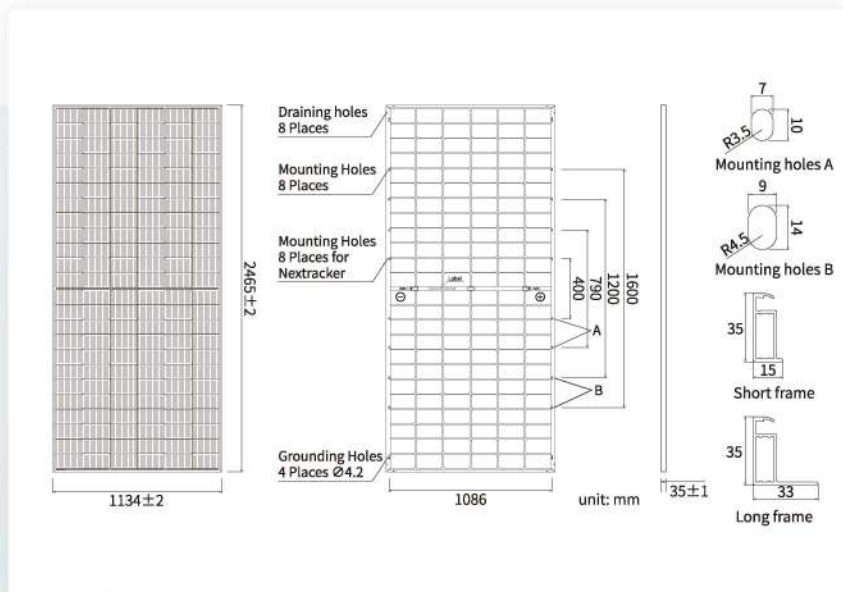 Draining holes
8 Places
Mounting Holes
8 Places
Mounting Holes
8 Places for
Nextracker
Grounding Holes
4 Places Ø4.2
2465±2
1134±2
Label
400
790
1200
1600
A
B
1086
unit: mm
35±1
7
10
R3.5
Mounting holes A
9
14
R4.5
Mounting holes B
35
15
Short frame
35
33
Long frame